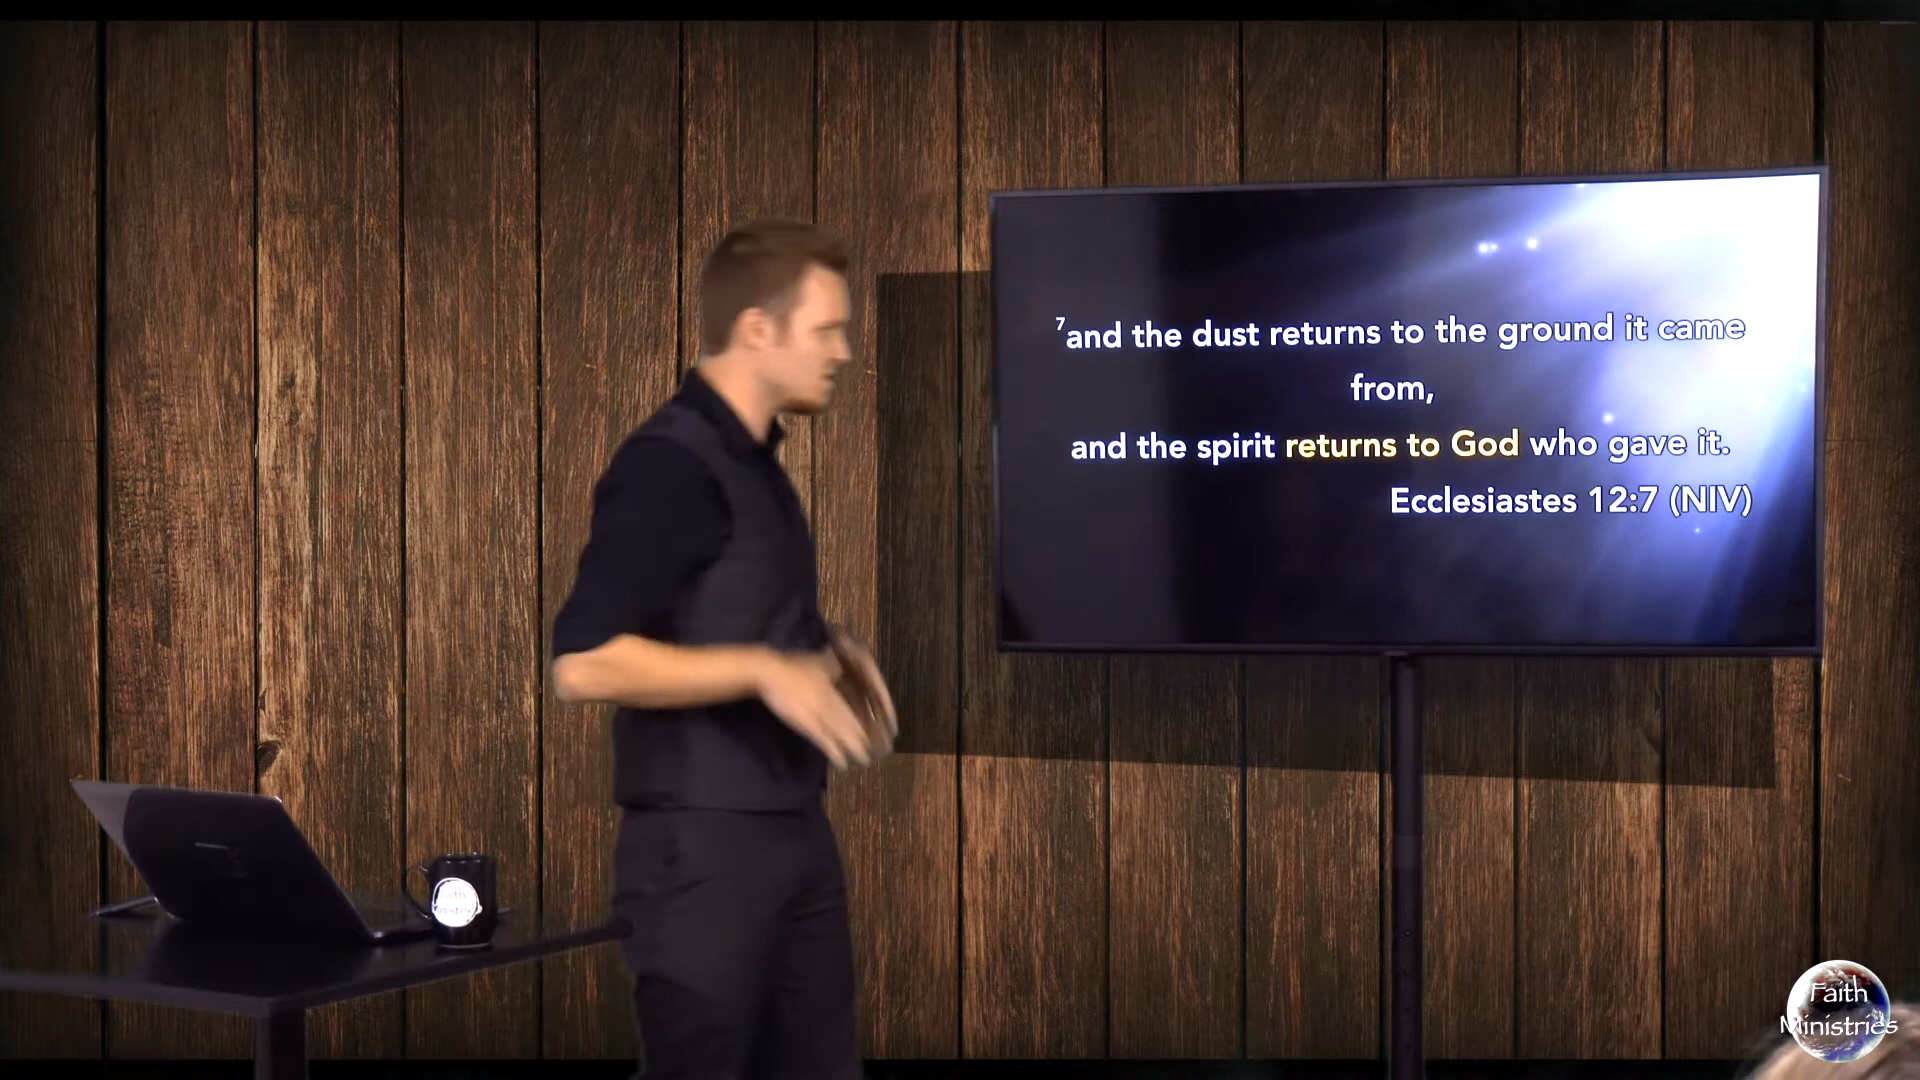 ⁷and the dust returns to the ground it came
from,
and the spirit returns to God who gave it.
Ecclesiastes 12:7 (NIV)
Faith
Ministries